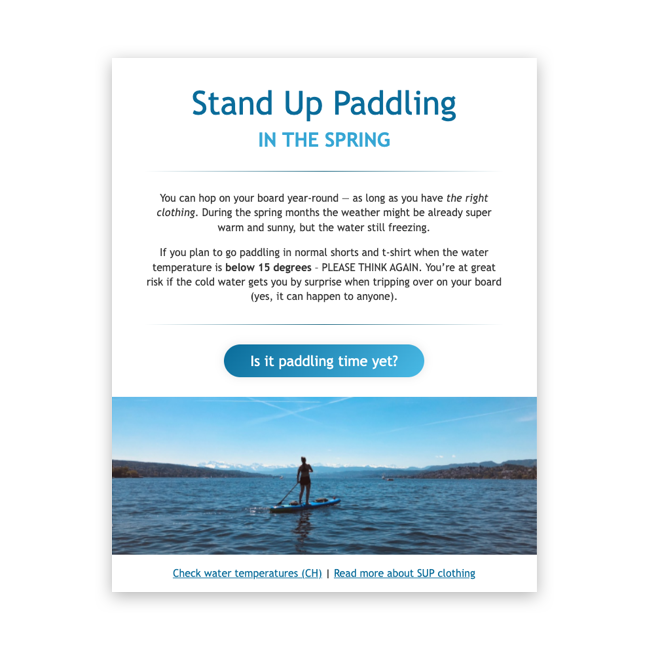 Stand Up Paddling
IN THE SPRING
You can hop on your board year-round — as long as you have the right
clothing. During the spring months the weather might be already super
warm and sunny, but the water still freezing.
If you plan to go paddling in normal shorts and t-shirt when the water
temperature is below 15 degrees - PLEASE THINK AGAIN. You’re at great
risk if the cold water gets you by surprise when tripping over on your board
(yes, it can happen to anyone).
Is it paddling time yet?
Check water temperatures (CH) | Read more about SUP clothing